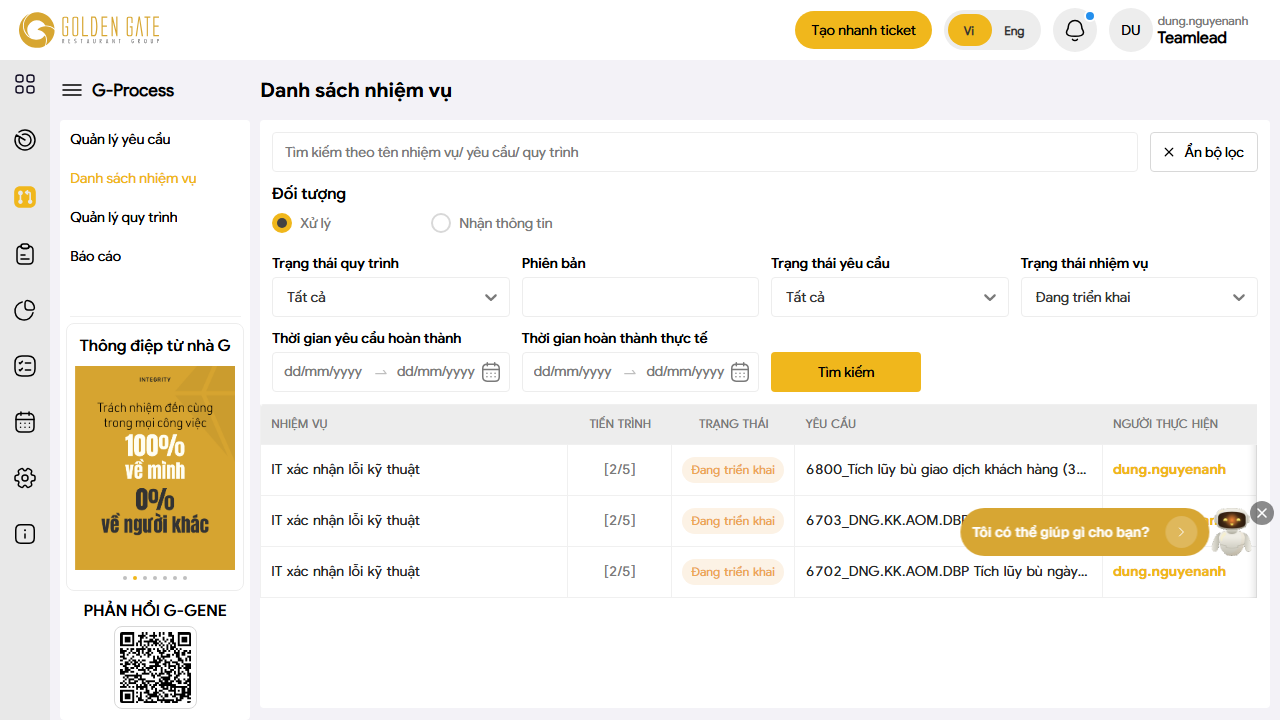 GOLDEN GATE
RESTAURANT GROUP
Tạo nhanh ticket
Vi
Eng
DU
dung.nguyenanh
Teamlead
G-Process
Danh sách nhiệm vụ
Quản lý yêu cầu
Danh sách nhiệm vụ
Quản lý quy trình
Báo cáo
Thông điệp từ nhà G
INTEGRITY
Trách nhiệm đến cùng
trong mọi công việc
100%
về mình
0%
về người khác
PHẢN HỒI G-GENE
Tìm kiếm theo tên nhiệm vụ/ yêu cầu/ quy trình
Ẩn bộ lọc
Đối tượng
Xử lý
Nhận thông tin
Trạng thái quy trình
Phiên bản
Trạng thái yêu cầu
Trạng thái nhiệm vụ
Tất cả
Tất cả
Đang triển khai
Thời gian yêu cầu hoàn thành
Thời gian hoàn thành thực tế
dd/mm/yyyy → dd/mm/yyyy
dd/mm/yyyy → dd/mm/yyyy
Tìm kiếm
NHIỆM VỤ TIẾN TRÌNH TRẠNG THÁI YÊU CẦU NGƯỜI THỰC HIỆN
IT xác nhận lỗi kỹ thuật [2/5] Đang triển khai 6800_Tích lũy bù giao dịch khách hàng (3... dung.nguyenanh
IT xác nhận lỗi kỹ thuật [2/5] Đang triển khai 6703_DNG.KK.AOM.DBP
Tôi có thể giúp gì cho bạn?
IT xác nhận lỗi kỹ thuật [2/5] Đang triển khai 6702_DNG.KK.AOM.DBP Tích lũy bù ngày... dung.nguyenanh